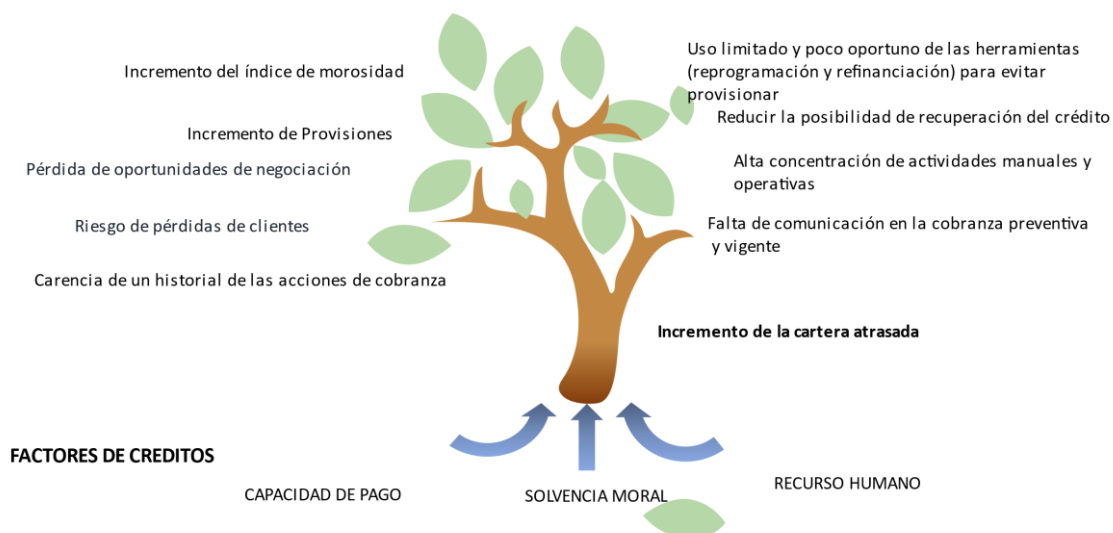 Incremento del índice de morosidad
Incremento de Provisiones
Pérdida de oportunidades de negociación
Riesgo de pérdidas de clientes
Carencia de un historial de las acciones de cobranza
Uso limitado y poco oportuno de las herramientas
(reprogramación y refinanciación) para evitar
provisionar
Reducir la posibilidad de recuperación del crédito
Alta concentración de actividades manuales y
operativas
Falta de comunicación en la cobranza preventiva
y vigente
Incremento de la cartera atrasada
FACTORES DE CREDITOS
CAPACIDAD DE PAGO
SOLVENCIA MORAL
RECURSO HUMANO